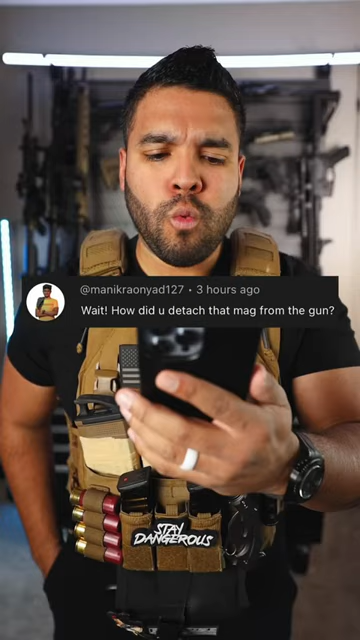 @manikraonyad127 • 3 hours ago
Wait! How did u detach that mag from the gun?
STAY
DANGEROUS